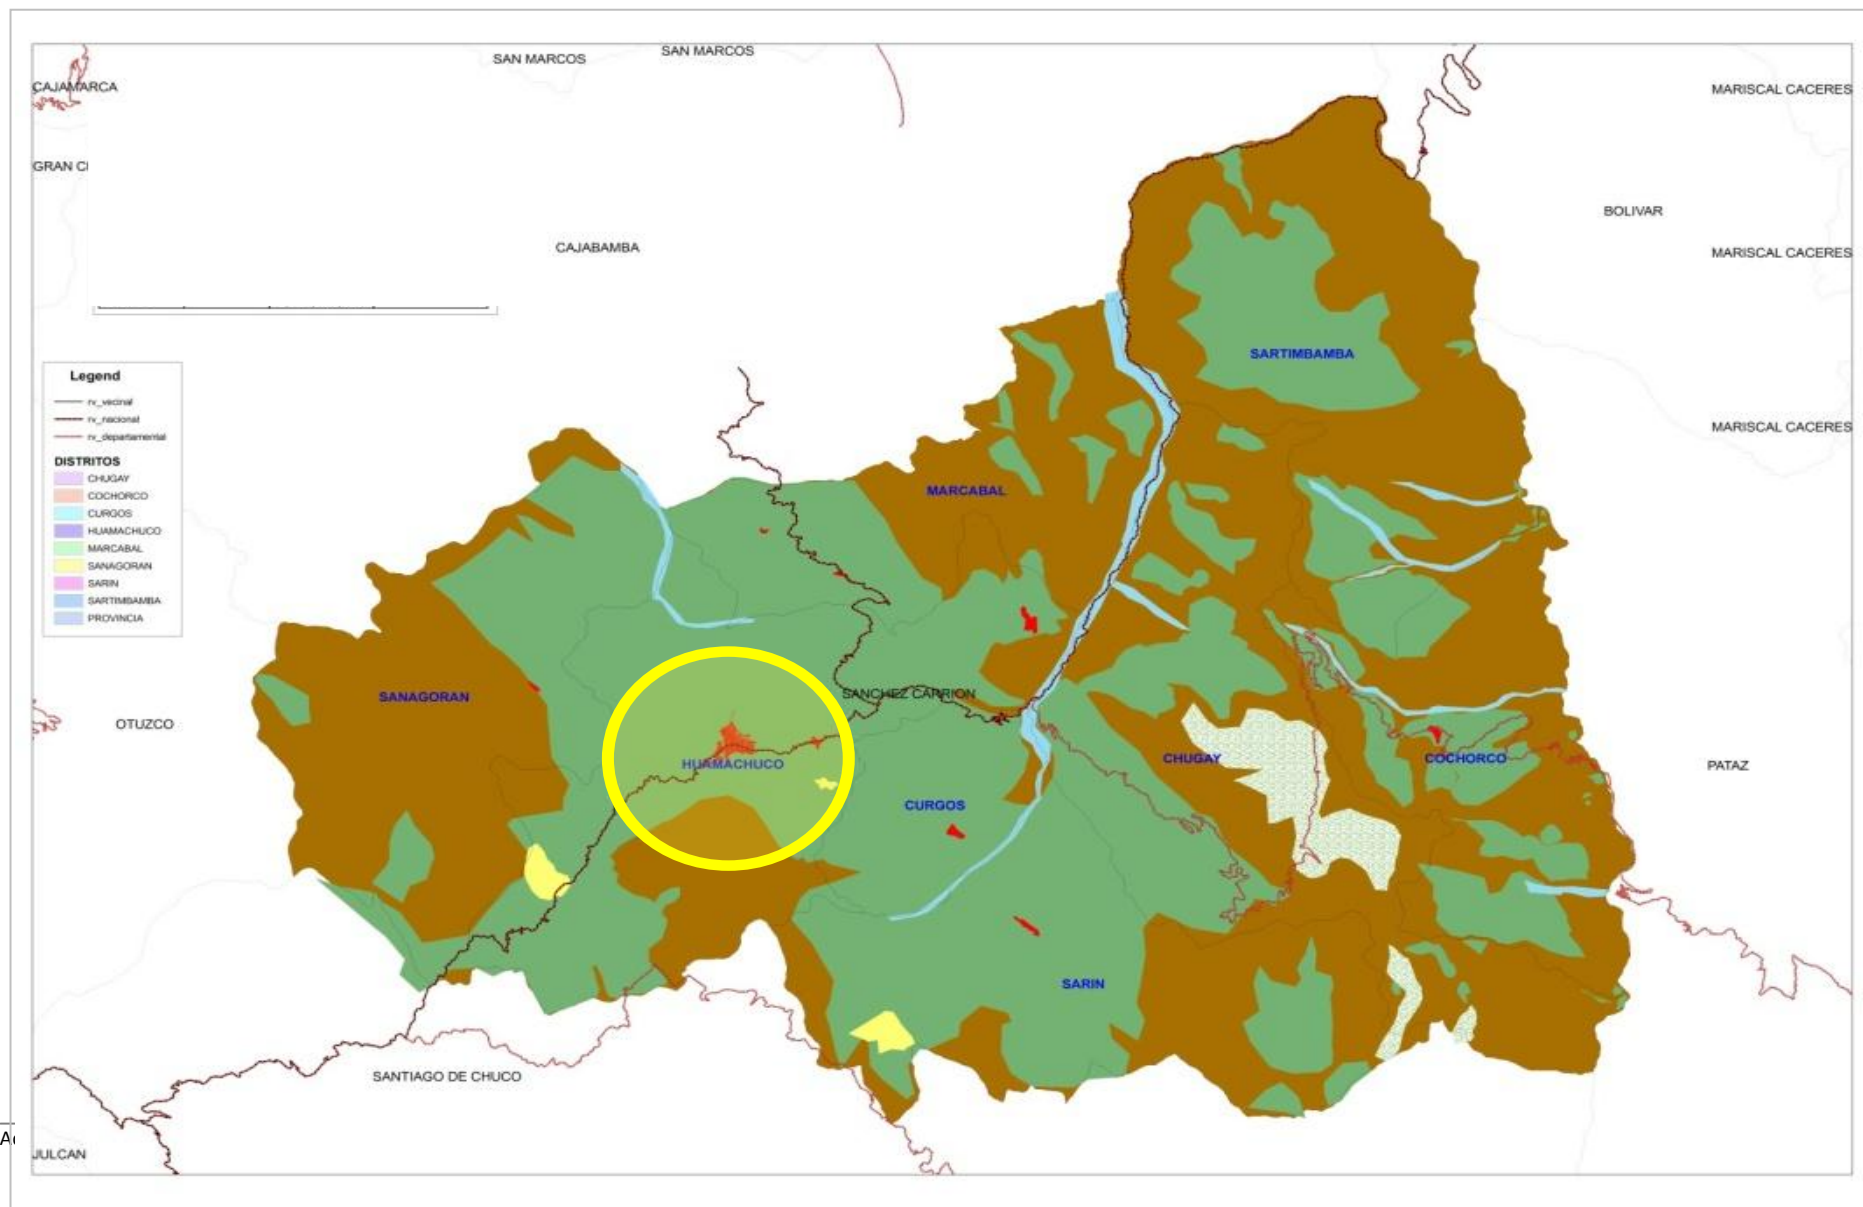 SAN MARCOS
SAN MARCOS
CAJAMARCA
MARISCAL CACERES
GRAN C
BOLIVAR
CAJABAMBA
MARISCAL CACERES
SARTIMBAMBA
Legend
rv_vecinal
rv_nacional
rv_departamental
DISTRITOS
CHUGAY
COCHORCO
CURGOS
HUAMACHUCO
MARCABAL
SANAGORAN
SARIN
SARTIMBAMBA
PROVINCIA
MARISCAL CACERES
MARCABAL
SANAGORAN
SANCHEZ CARRION
OTUZCO
HUAMACHUCO
CHUGAY
COCHORCO
PATAZ
CURGOS
SARIN
SANTIAGO DE CHUCO
JULCAN